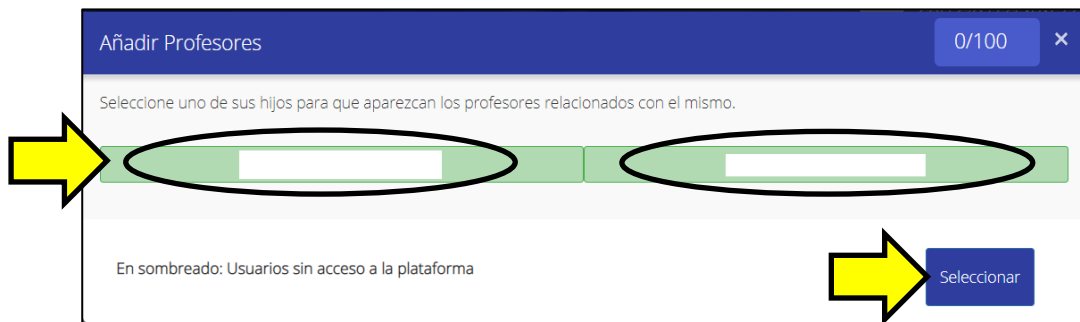 Añadir Profesores
0/100
×
Seleccione uno de sus hijos para que aparezcan los profesores relacionados con el mismo.
En sombreado: Usuarios sin acceso a la plataforma
Seleccionar